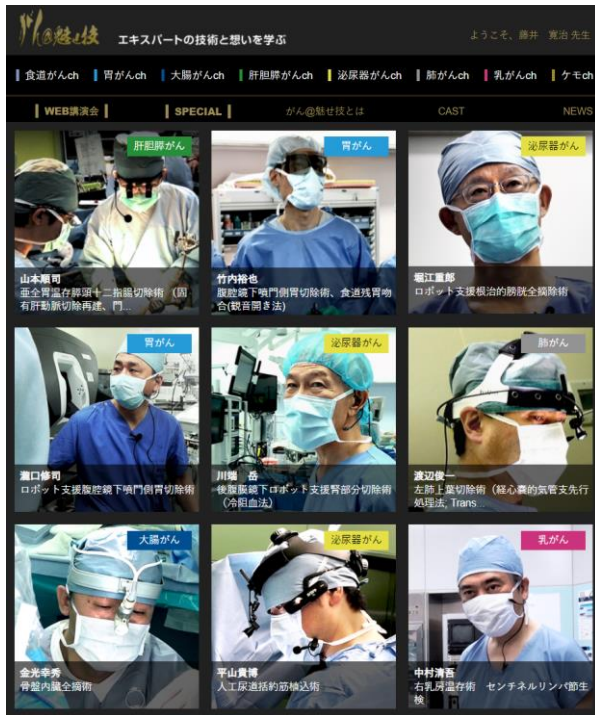 がん@魅せ技 エキスパートの技術と想いを学ぶ ようこそ、藤井 寛治 先生
食道がんch 胃がんch 大腸がんch 肝胆膵がんch 泌尿器がんch 肺がんch 乳がんch ケモch
WEB講演会 SPECIAL がん@魅せ技とは CAST NEWS
肝胆膵がん
山本順司
亜全胃温存膵頭十二指腸切除術 (固
有肝動脈切除再建、門...
胃がん
竹内裕也
腹腔鏡下噴門側胃切除術、食道残胃吻
合(観音開き法)
泌尿器がん
堀江重郎
ロボット支援根治的膀胱全摘除術
胃がん
瀧口修司
ロボット支援腹腔鏡下噴門側胃切除術
泌尿器がん
川端 岳
後腹膜鏡下ロボット支援腎部分切除術
(冷阻血法)
肺がん
渡辺俊一
左肺上葉切除術(経心嚢的気管支先行
処理法, Trans...
大腸がん
金光幸秀
骨盤内臓全摘術
泌尿器がん
平山貴博
人工尿道括約筋植込術
乳がん
中村清吾
右乳房温存術 センチネルリンパ節生
検